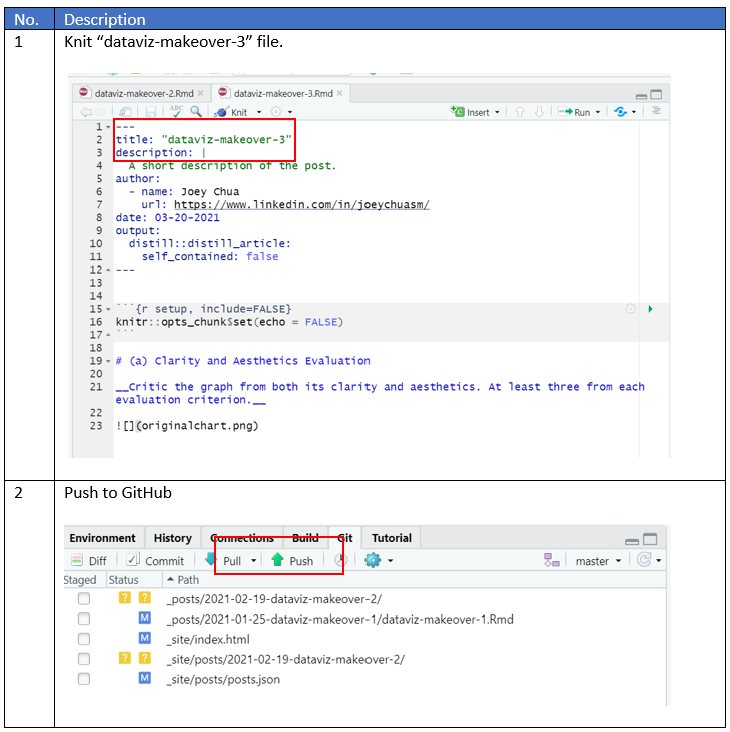 No. Description
1 Knit “dataviz-makeover-3” file.
dataviz-makeover-2.Rmd × dataviz-makeover-3.Rmd ×
ABC Knit Insert Run
1 ---
2 title: "dataviz-makeover-3"
3 description: |
4 A short description of the post.
5 author:
6 - name: Joey Chua
7 url: https://www.linkedin.com/in/joeychuasm/
8 date: 03-20-2021
9 output:
10 distill::distill_article:
11 self_contained: false
12 ---
13
14
15 ```{r setup, include=FALSE}
16 knitr::opts_chunk$set(echo = FALSE)
17 ```
18
19 # (a) Clarity and Aesthetics Evaluation
20
21 __Critic the graph from both its clarity and aesthetics. At least three from each
evaluation criterion.__
22
23 ![](originalchart.png)
2 Push to GitHub
Environment History Connections Build Git Tutorial
Diff Commit Pull Push master
Staged Status Path
? ? _posts/2021-02-19-dataviz-makeover-2/
M _posts/2021-01-25-dataviz-makeover-1/dataviz-makeover-1.Rmd
M _site/index.html
? ? _site/posts/2021-02-19-dataviz-makeover-2/
M _site/posts/posts.json